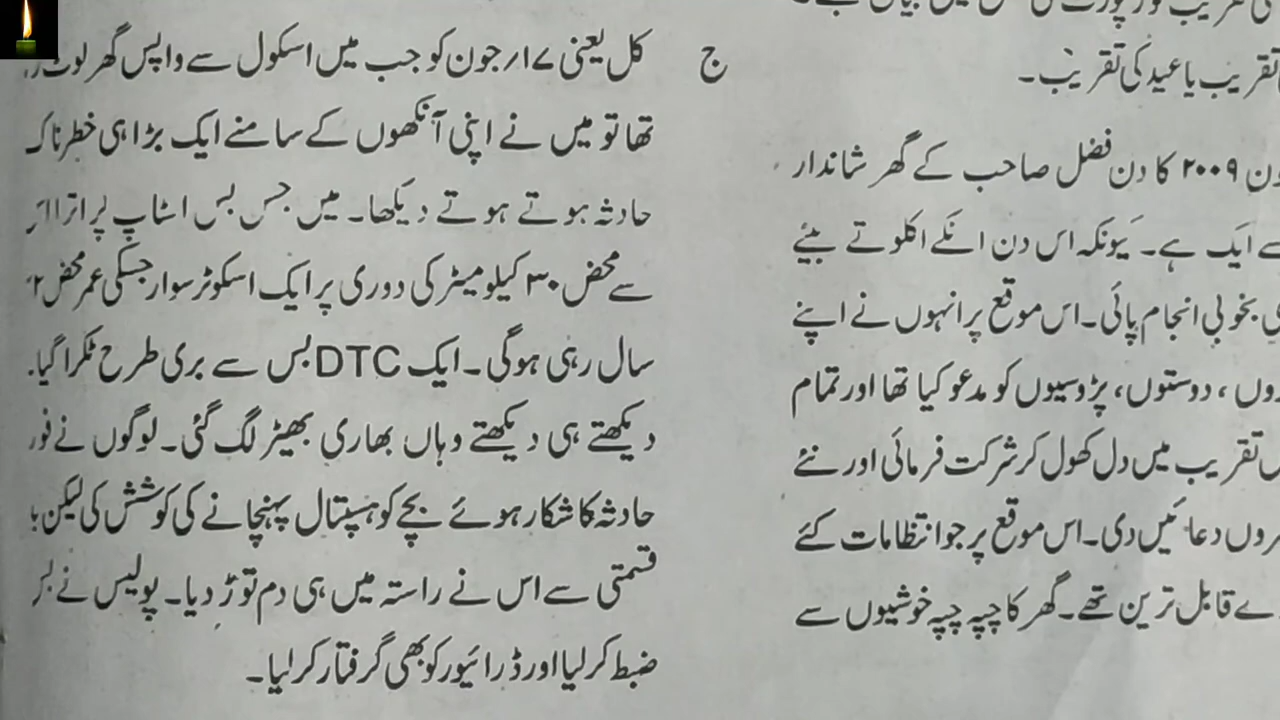 تقریب یا عید کی تقریب۔
۲۰۰۹ کا دن فضل صاحب کے گھر شاندار
ایک ہے۔ کیونکہ اس دن انکے اکلوتے بیٹے
بخوبی انجام پائی۔ اس موقع پر انہوں نے اپنے
دوستوں، پڑوسیوں کو مدعو کیا تھا اور تمام
تقریب میں دل کھول کر شرکت فرمائی اور نئے
دعائیں دی۔ اس موقع پر جو انتظامات کئے
قابل ترین تھے۔ گھر کا چپہ چپہ خوشیوں سے
ج کل یعنی ۱۷؍جون کو جب میں اسکول سے واپس گھر لوٹ
تھا تو میں نے اپنی آنکھوں کے سامنے ایک بڑا ہی خطرناک
حادثہ ہوتے ہوتے دیکھا۔ میں جس بس اسٹاپ پر اترا
سے محض ۳۰ کیلو میٹر کی دوری پر ایک اسکوٹر سوار جسکی عمر محض
سال رہی ہوگی۔ ایک DTC بس سے بری طرح ٹکرا گیا۔
دیکھتے ہی دیکھتے وہاں بھاری بھیڑ لگ گئی۔ لوگوں نے
حادثہ کا شکار ہوئے بچے کو ہسپتال پہنچانے کی کوشش کی لیکن
قسمتی سے اس نے راستہ میں ہی دم توڑ دیا۔ پولیس نے
ضبط کر لیا اور ڈرائیور کو بھی گرفتار کر لیا۔